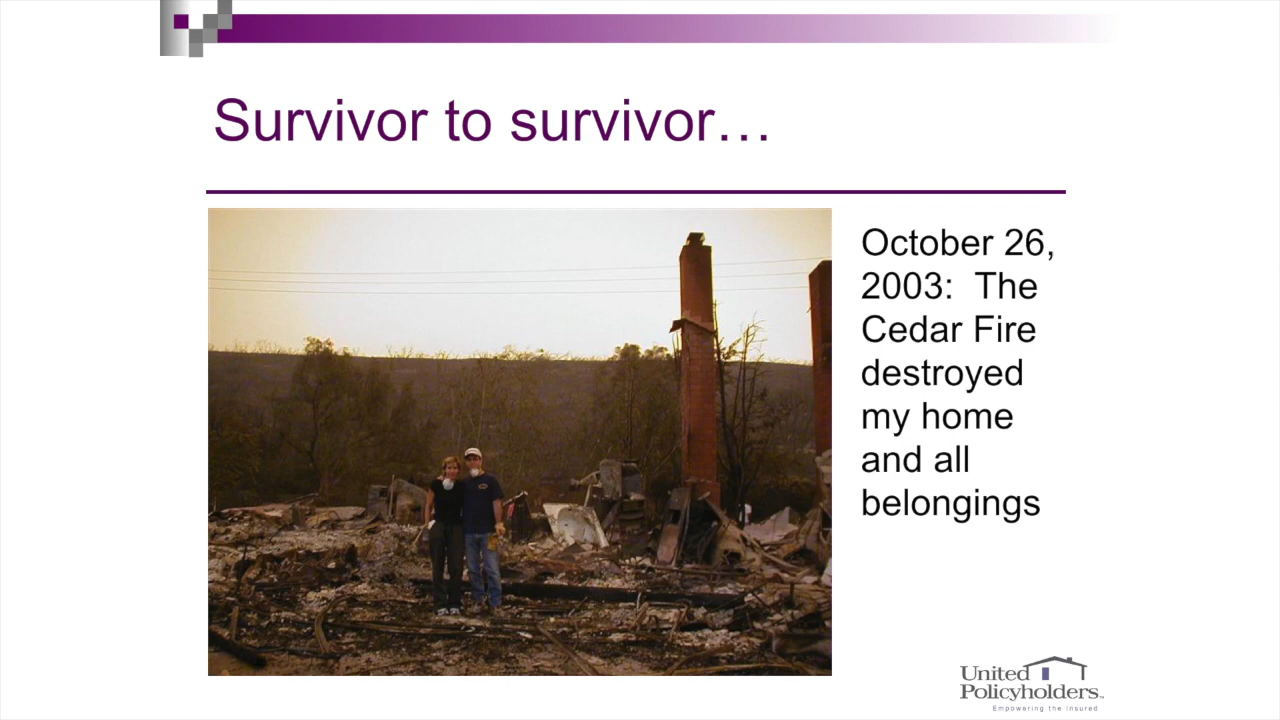 Survivor to survivor…
October 26,
2003:  The
Cedar Fire
destroyed
my home
and all
belongings
United
Policyholders™
Empowering the Insured